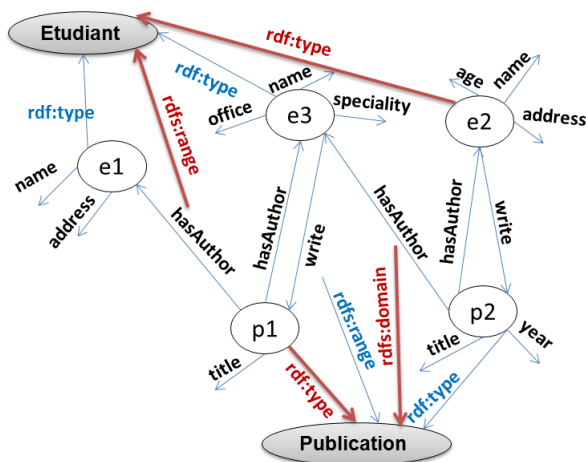 Etudiant
rdf:type
name
age
name
rdf:type
office
speciality
e3
e2
address
rdf:type
rdfs:range
e1
name
address
hasAuthor
hasAuthor
write
hasAuthor
hasAuthor
write
p1
rdfs:range
rdfs:domain
p2
title
rdf:type
title
year
rdf:type
Publication